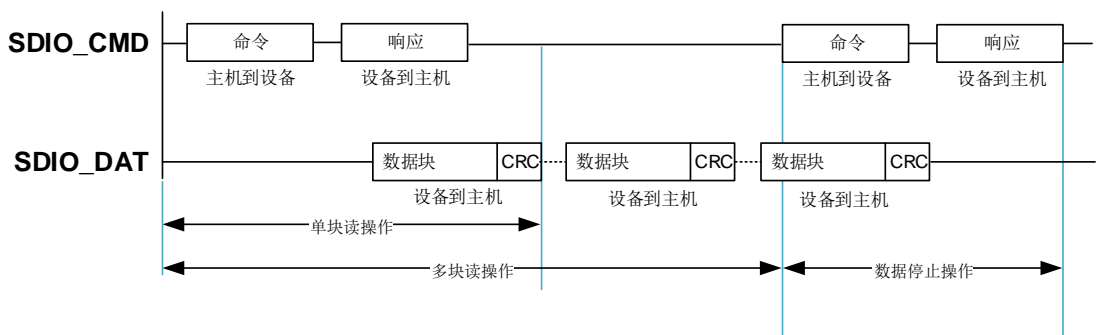 SDIO_CMD 命令 响应 命令 响应
主机到设备 设备到主机 主机到设备 设备到主机
SDIO_DAT 数据块 CRC 数据块 CRC 数据块 CRC
设备到主机 设备到主机 设备到主机
单块读操作
多块读操作 数据停止操作